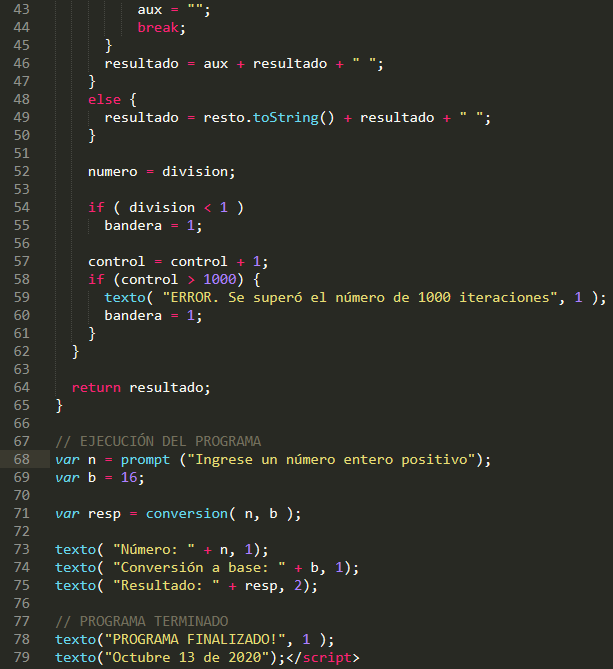 43 aux = "";
44 break;
45 }
46 resultado = aux + resultado + " ";
47 }
48 else {
49 resultado = resto.toString() + resultado + " ";
50 }
51
52 numero = division;
53
54 if ( division < 1 )
55 bandera = 1;
56
57 control = control + 1;
58 if (control > 1000) {
59 texto( "ERROR. Se superó el número de 1000 iteraciones", 1 );
60 bandera = 1;
61 }
62 }
63
64 return resultado;
65 }
66
67 // EJECUCIÓN DEL PROGRAMA
68 var n = prompt ("Ingrese un número entero positivo");
69 var b = 16;
70
71 var resp = conversion( n, b );
72
73 texto( "Número: " + n, 1);
74 texto( "Conversión a base: " + b, 1);
75 texto( "Resultado: " + resp, 2);
76
77 // PROGRAMA TERMINADO
78 texto("PROGRAMA FINALIZADO!", 1 );
79 texto("Octubre 13 de 2020");</script>